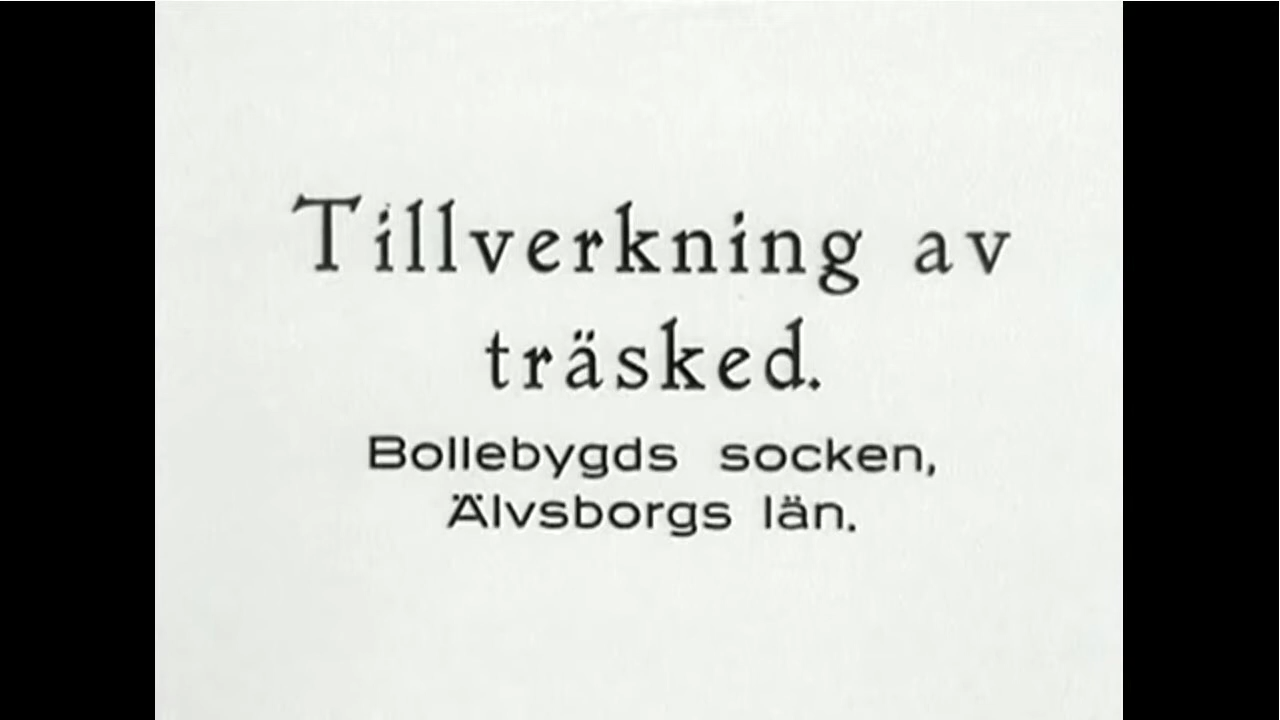 Tillverkning av
träsked.
Bollebygds socken,
Älvsborgs län.